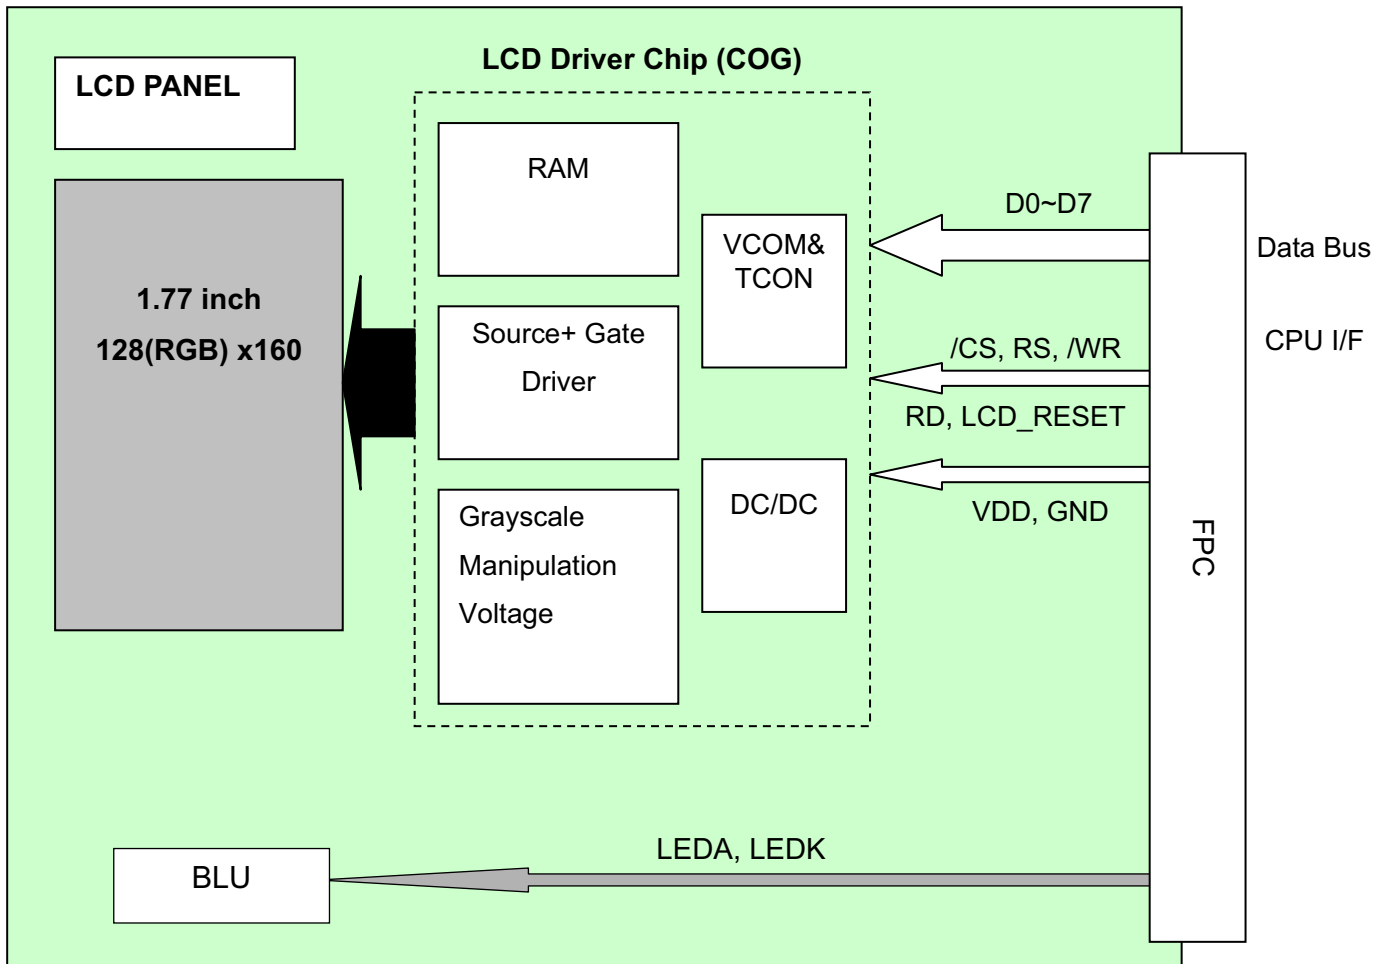 LCD Driver Chip (COG)
LCD PANEL
RAM
D0~D7
VCOM&
TCON
Data Bus
1.77 inch
128(RGB) x160
Source+ Gate
Driver
/CS, RS, /WR
CPU I/F
RD, LCD_RESET
Grayscale
Manipulation
Voltage
DC/DC
VDD, GND
FPC
LEDA, LEDK
BLU